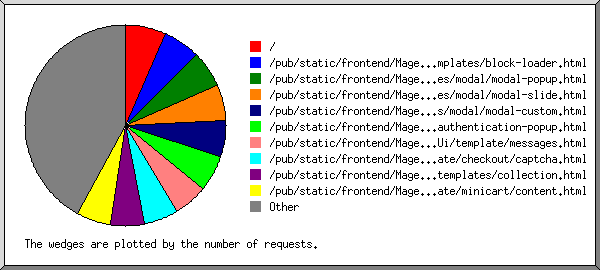 /
/pub/static/frontend/Mage...mplates/block-loader.html
/pub/static/frontend/Mage...es/modal/modal-popup.html
/pub/static/frontend/Mage...es/modal/modal-slide.html
/pub/static/frontend/Mage...s/modal/modal-custom.html
/pub/static/frontend/Mage...authentication-popup.html
/pub/static/frontend/Mage...Ui/template/messages.html
/pub/static/frontend/Mage...ate/checkout/captcha.html
/pub/static/frontend/Mage...templates/collection.html
/pub/static/frontend/Mage...ate/minicart/content.html
Other
The wedges are plotted by the number of requests.